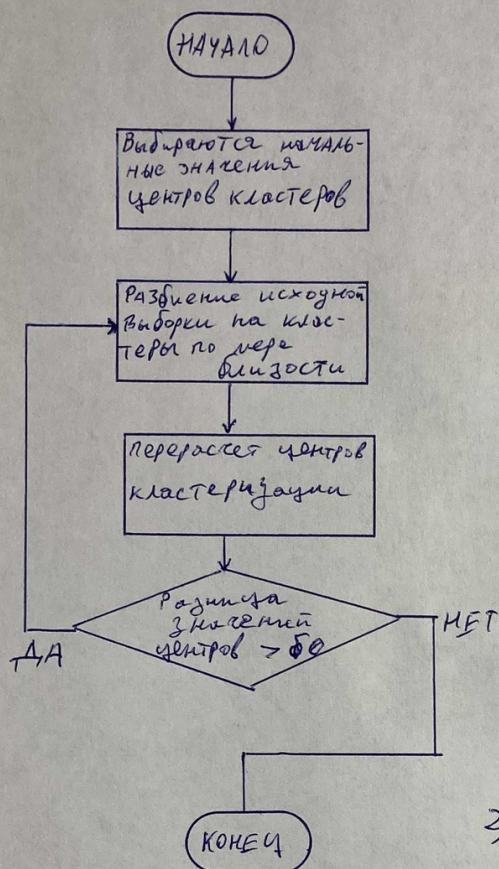 НАЧАЛО
Выбираются началь-
ные значения
центров кластеров
РАЗбиение исходной
выборки на клас-
теры по мере
близости
Перерасчет центров
кластеризации
Разница
значений
центров >
ДА
НЕТ
КОНЕЦ